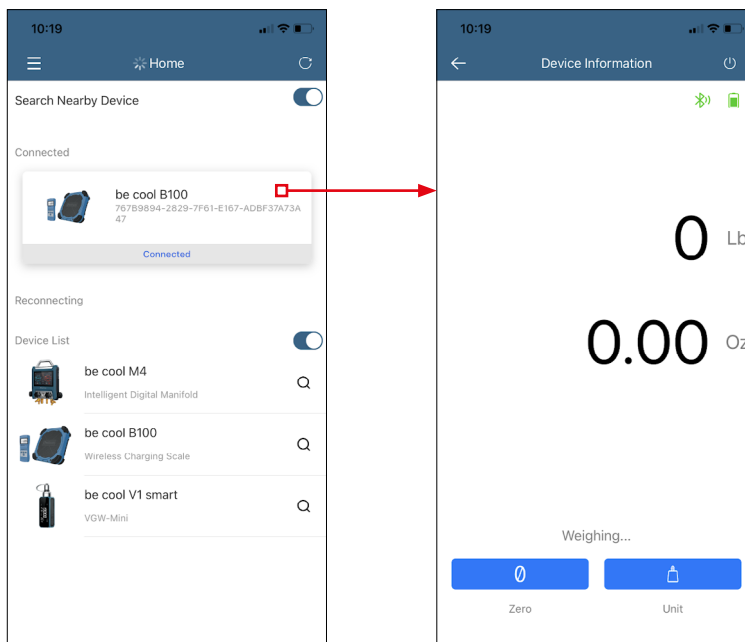 10:19
Home
Search Nearby Device
Connected
be cool B100
767B9894-2829-7F61-E167-ADBF37A73A
47
Connected
Reconnecting
Device List
be cool M4
Intelligent Digital Manifold
be cool B100
Wireless Charging Scale
be cool V1 smart
VGW-Mini
10:19
Device Information
0 Lb
0.00 Oz
Weighing...
Zero
Unit